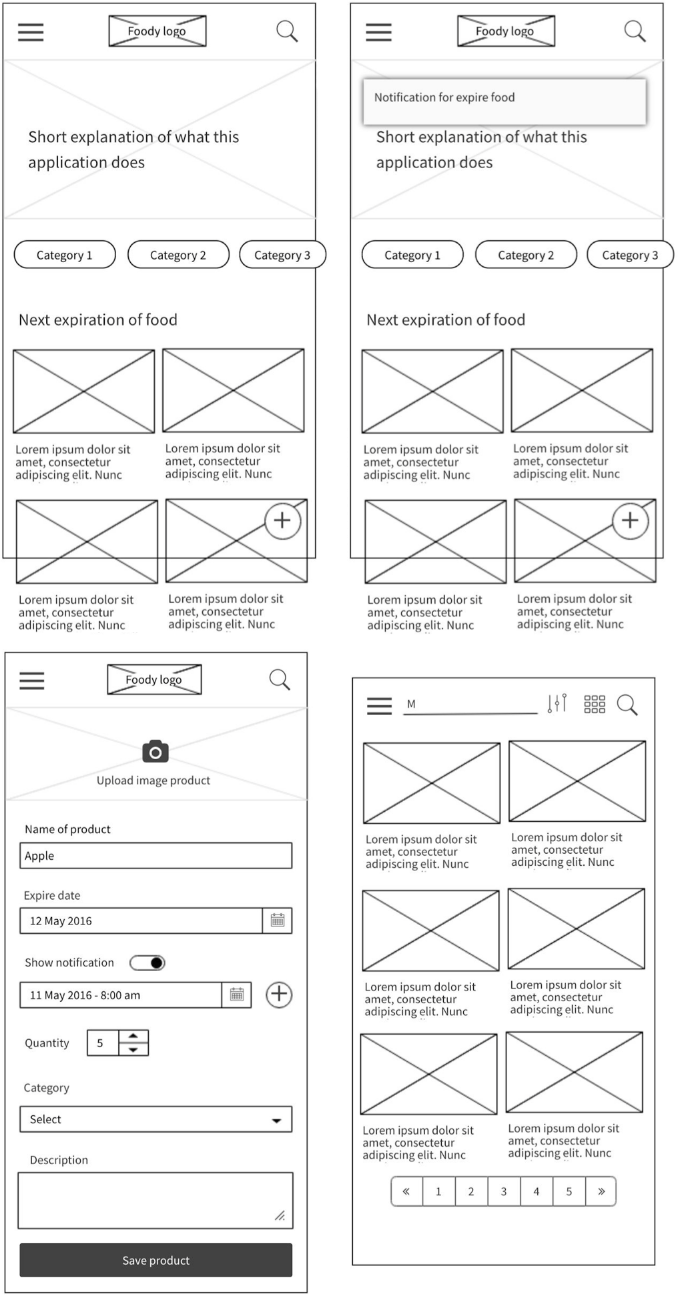 Foody logo
Short explanation of what this
application does
Category 1
Category 2
Category 3
Next expiration of food
Lorem ipsum dolor sit
amet, consectetur
adipiscing elit. Nunc
Lorem ipsum dolor sit
amet, consectetur
adipiscing elit. Nunc
Lorem ipsum dolor sit
amet, consectetur
adipiscing elit. Nunc
Lorem ipsum dolor sit
amet, consectetur
adipiscing elit. Nunc
Foody logo
Notification for expire food
Short explanation of what this
application does
Category 1
Category 2
Category 3
Next expiration of food
Lorem ipsum dolor sit
amet, consectetur
adipiscing elit. Nunc
Lorem ipsum dolor sit
amet, consectetur
adipiscing elit. Nunc
Lorem ipsum dolor sit
amet, consectetur
adipiscing elit. Nunc
Lorem ipsum dolor sit
amet, consectetur
adipiscing elit. Nunc
Foody logo
Upload image product
Name of product
Apple
Expire date
12 May 2016
Show notification
11 May 2016 - 8:00 am
Quantity
5
Category
Select
Description
Save product
M
Lorem ipsum dolor sit
amet, consectetur
adipiscing elit. Nunc
Lorem ipsum dolor sit
amet, consectetur
adipiscing elit. Nunc
Lorem ipsum dolor sit
amet, consectetur
adipiscing elit. Nunc
Lorem ipsum dolor sit
amet, consectetur
adipiscing elit. Nunc
Lorem ipsum dolor sit
amet, consectetur
adipiscing elit. Nunc
Lorem ipsum dolor sit
amet, consectetur
adipiscing elit. Nunc
« 1 2 3 4 5 »